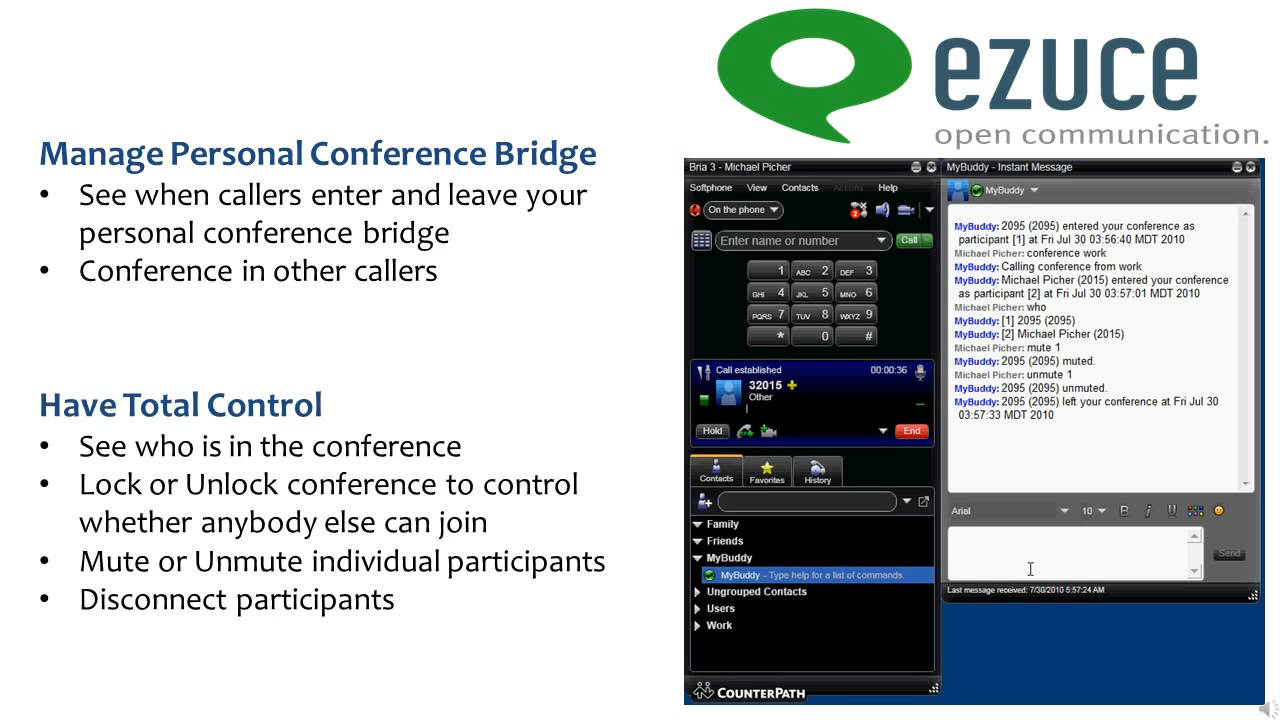 ezuce
open communication.
Manage Personal Conference Bridge
• See when callers enter and leave your
personal conference bridge
• Conference in other callers
Have Total Control
• See who is in the conference
• Lock or Unlock conference to control
whether anybody else can join
• Mute or Unmute individual participants
• Disconnect participants
Bria 3 - Michael Picher
Softphone View Contacts Actions Help
On the phone
2
Enter name or number
Call
1 ABC 2 DEF 3
GHI 4 JKL 5 MNO 6
PQRS 7 TUV 8 WXYZ 9
* 0 #
Call established 00:00:36
32015
Other
Hold End
Contacts Favorites History
Family
Friends
MyBuddy
MyBuddy - Type help for a list of commands.
Ungrouped Contacts
Users
Work
COUNTERPATH
MyBuddy - Instant Message
MyBuddy
MyBuddy: 2095 (2095) entered your conference as
participant [1] at Fri Jul 30 03:56:40 MDT 2010
Michael Picher: conference work
MyBuddy: Calling conference from work
MyBuddy: Michael Picher (2015) entered your conference
as participant [2] at Fri Jul 30 03:57:01 MDT 2010
Michael Picher: who
MyBuddy: [1] 2095 (2095)
MyBuddy: [2] Michael Picher (2015)
Michael Picher: mute 1
MyBuddy: 2095 (2095) muted.
Michael Picher: unmute 1
MyBuddy: 2095 (2095) unmuted.
MyBuddy: 2095 (2095) left your conference at Fri Jul 30
03:57:33 MDT 2010
Arial 10 B i U
Send
Last message received: 7/30/2010 5:57:24 AM